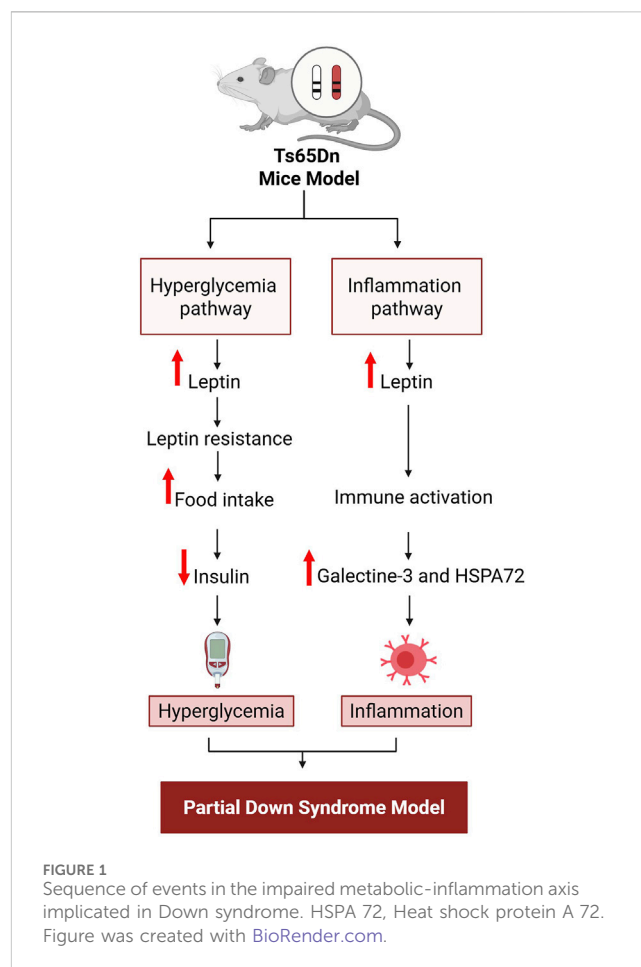 Ts65Dn
Mice Model
Hyperglycemia
pathway
Inflammation
pathway
Leptin
Leptin
Leptin resistance
Food intake
Immune activation
Insulin
Galectine-3 and HSPA72
Hyperglycemia
Inflammation
Partial Down Syndrome Model
FIGURE 1
Sequence of events in the impaired metabolic-inflammation axis
implicated in Down syndrome. HSPA 72, Heat shock protein A 72.
Figure was created with BioRender.com.